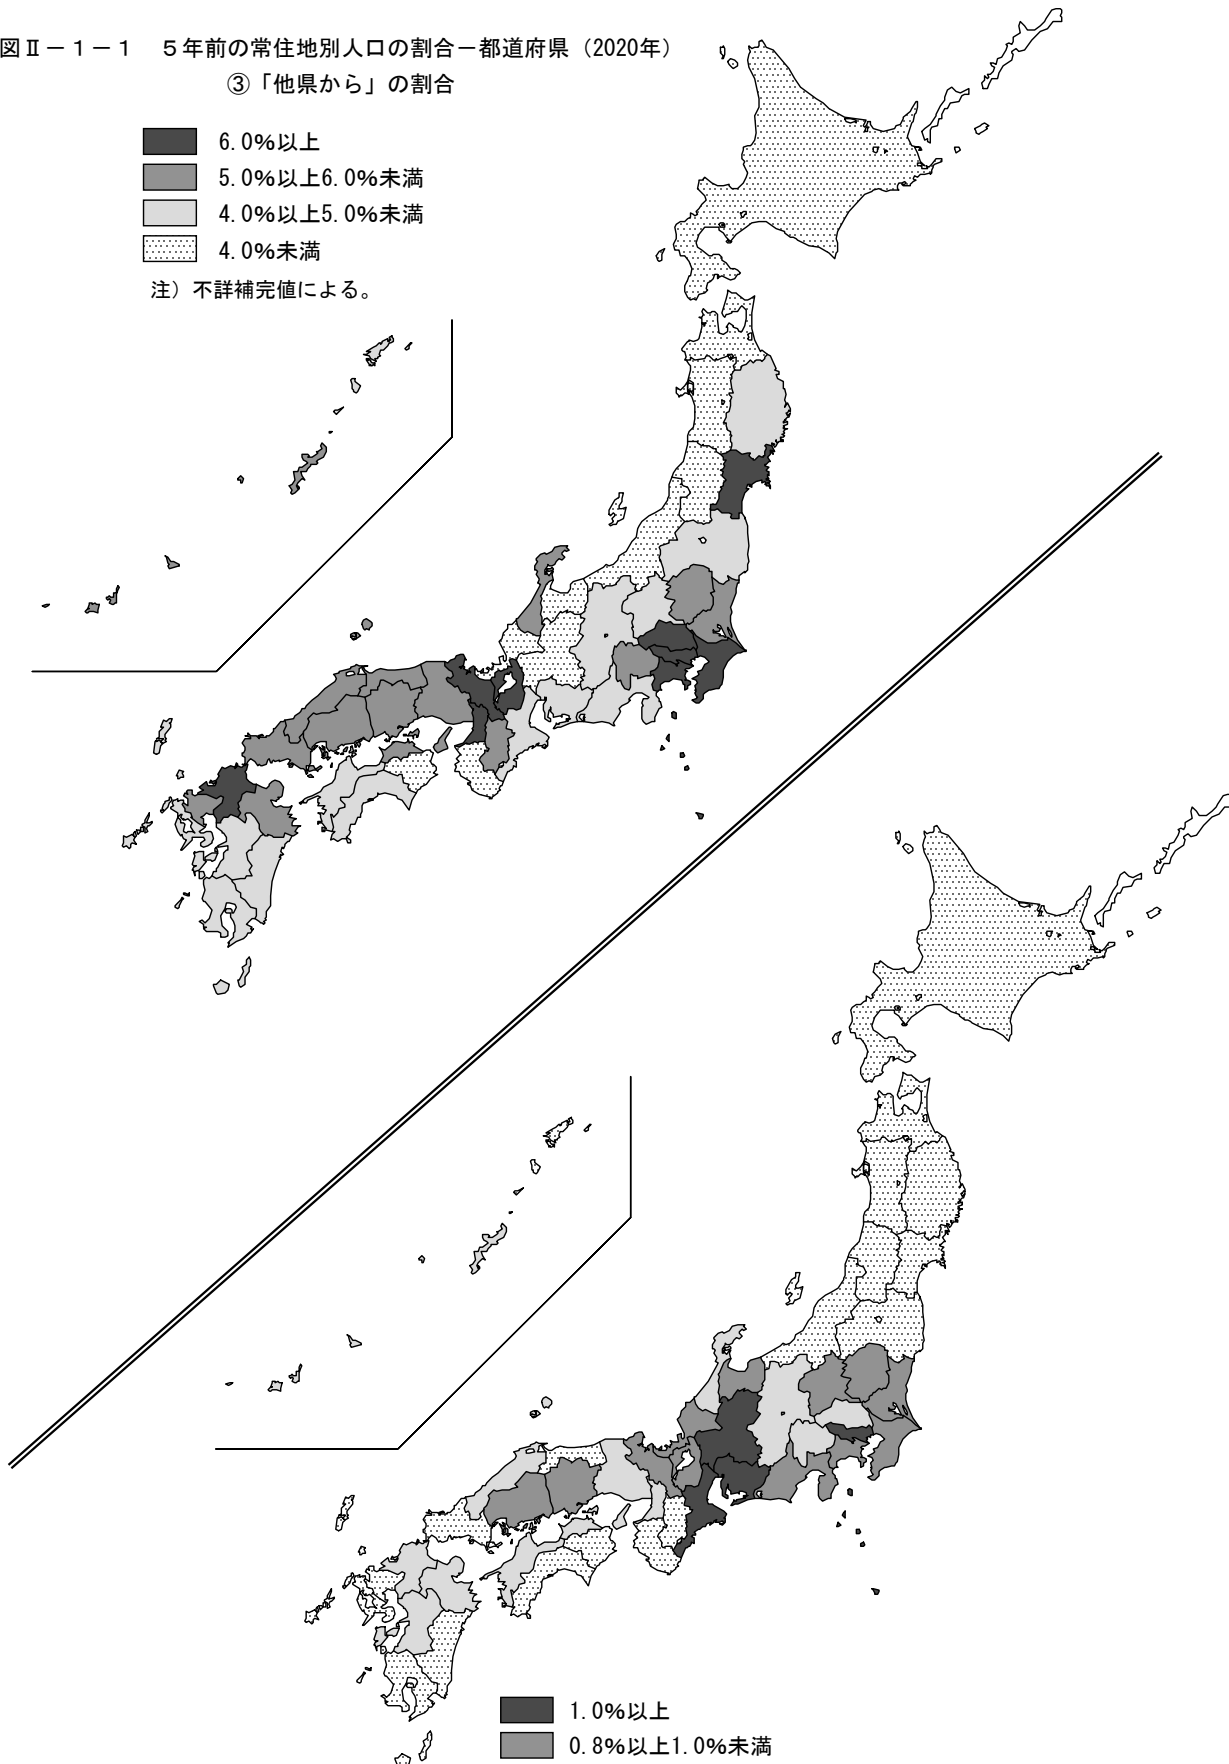 図Ⅱ－１－１　５年前の常住地別人口の割合－都道府県（2020年）
③「他県から」の割合
6.0%以上
5.0%以上6.0%未満
4.0%以上5.0%未満
4.0%未満
注）不詳補完値による。
1.0%以上
0.8%以上1.0%未満